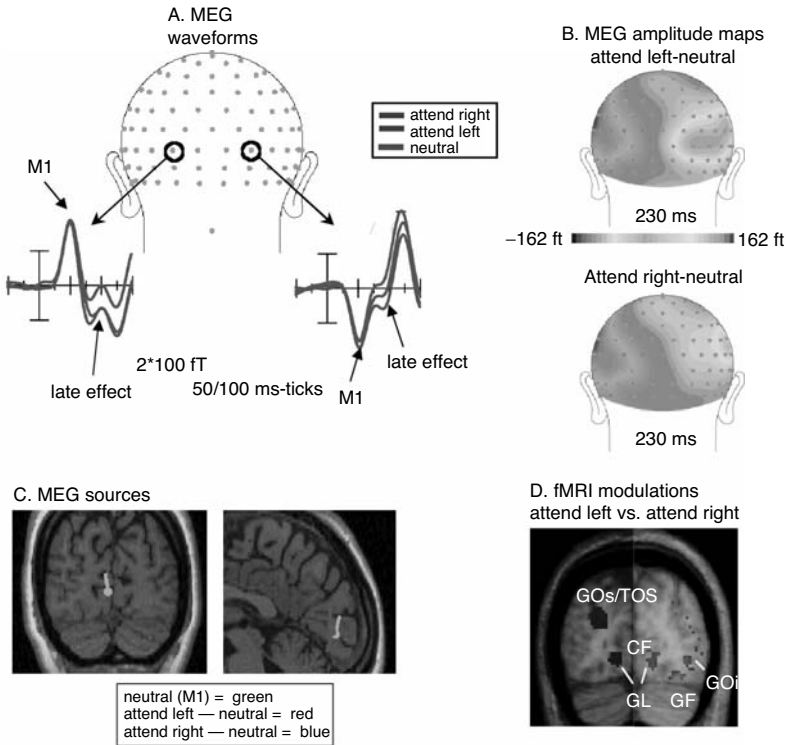 A. MEG
waveforms
attend right
attend left
neutral
M1
late effect
2*100 fT
50/100 ms-ticks
M1
late effect
B. MEG amplitude maps
attend left-neutral
230 ms
−162 ft
162 ft
Attend right-neutral
230 ms
C. MEG sources
neutral (M1) = green
attend left — neutral = red
attend right — neutral = blue
D. fMRI modulations
attend left vs. attend right
GOs/TOS
CF
GOi
GL
GF